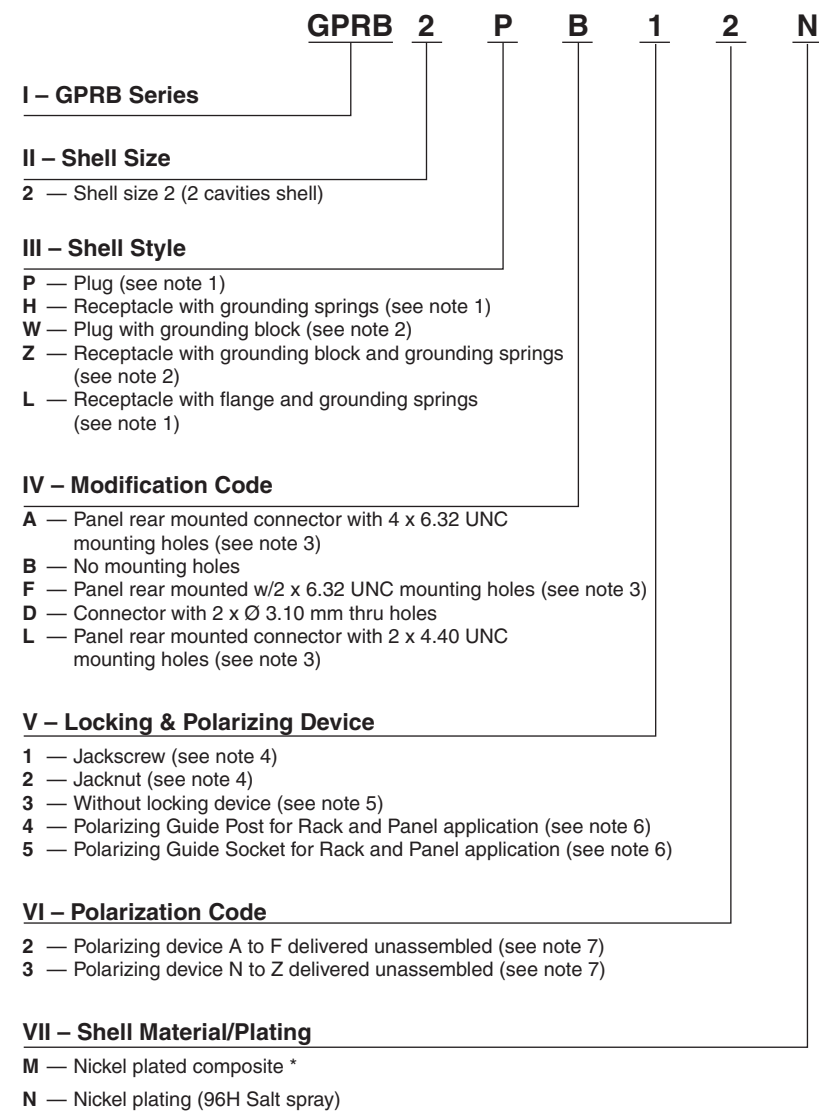 GPRB 2 P B 1 2 N
I – GPRB Series
II – Shell Size
2 — Shell size 2 (2 cavities shell)
III – Shell Style
P — Plug (see note 1)
H — Receptacle with grounding springs (see note 1)
W — Plug with grounding block (see note 2)
Z — Receptacle with grounding block and grounding springs
(see note 2)
L — Receptacle with flange and grounding springs
(see note 1)
IV – Modification Code
A — Panel rear mounted connector with 4 x 6.32 UNC
mounting holes (see note 3)
B — No mounting holes
F — Panel rear mounted w/2 x 6.32 UNC mounting holes (see note 3)
D — Connector with 2 x Ø 3.10 mm thru holes
L — Panel rear mounted connector with 2 x 4.40 UNC
mounting holes (see note 3)
V – Locking & Polarizing Device
1 — Jackscrew (see note 4)
2 — Jacknut (see note 4)
3 — Without locking device (see note 5)
4 — Polarizing Guide Post for Rack and Panel application (see note 6)
5 — Polarizing Guide Socket for Rack and Panel application (see note 6)
VI – Polarization Code
2 — Polarizing device A to F delivered unassembled (see note 7)
3 — Polarizing device N to Z delivered unassembled (see note 7)
VII – Shell Material/Plating
M — Nickel plated composite *
N — Nickel plating (96H Salt spray)